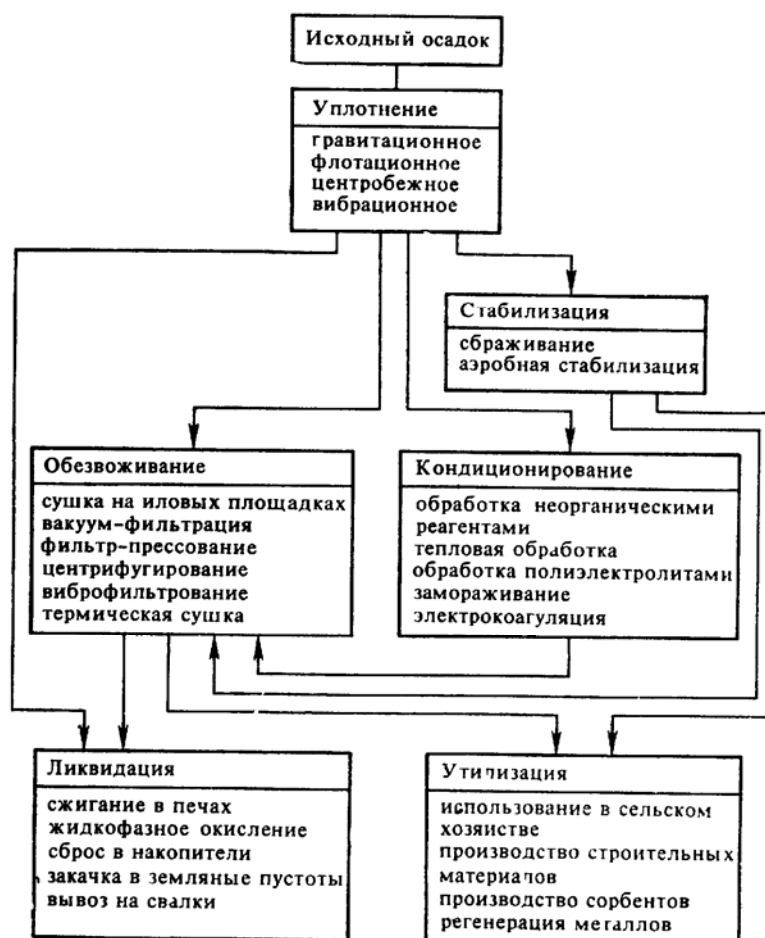 Исходный осадок
Уплотнение
гравитационное
флотационное
центробежное
вибрационное
Стабилизация
сбраживание
аэробная стабилизация
Обезвоживание
сушка на иловых площадках
вакуум-фильтрация
фильтр-прессование
центрифугирование
виброфильтрование
термическая сушка
Кондиционирование
обработка неорганическими
реагентами
тепловая обработка
обработка полиэлектролитами
замораживание
электрокоагуляция
Ликвидация
сжигание в печах
жидкофазное окисление
сброс в накопители
закачка в земляные пустоты
вывоз на свалки
Утилизация
использование в сельском
хозяйстве
производство строительных
материалов
производство сорбентов
регенерация металлов